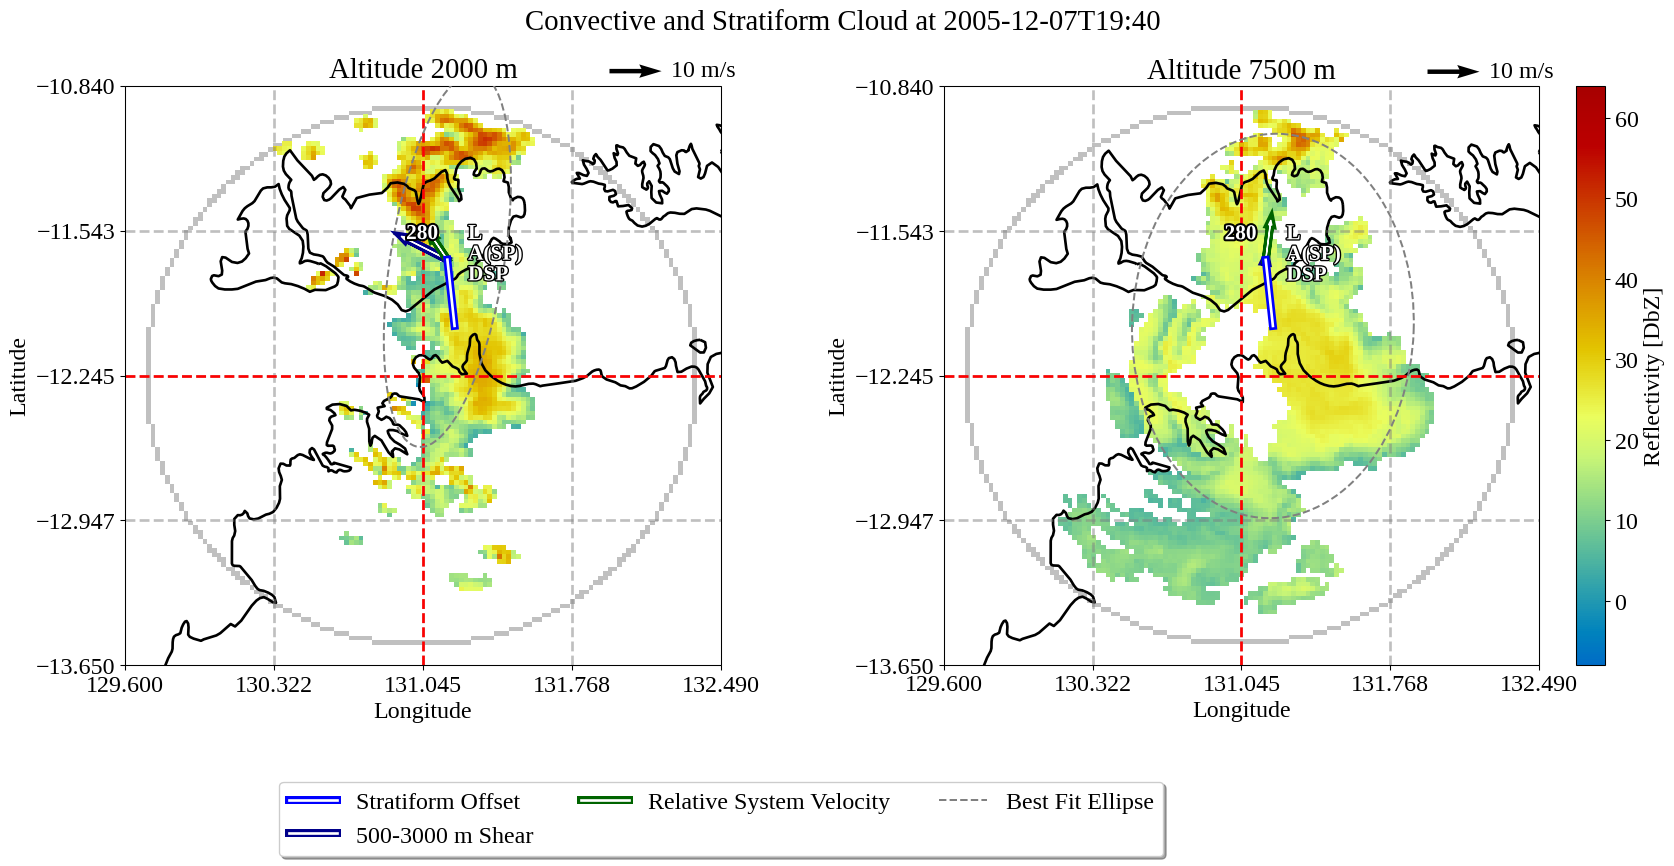 Convective and Stratiform Cloud at 2005-12-07T19:40
Altitude 2000 m
10 m/s
−10.840
−11.543
−12.245
−12.947
−13.650
129.600
130.322
131.045
131.768
132.490
Latitude
Longitude
280
L
A(SP)
DSP
Altitude 7500 m
10 m/s
−10.840
−11.543
−12.245
−12.947
−13.650
129.600
130.322
131.045
131.768
132.490
Latitude
Longitude
280
L
A(SP)
DSP
60
50
40
30
20
10
0
Reflectivity [DbZ]
Stratiform Offset
500-3000 m Shear
Relative System Velocity
Best Fit Ellipse